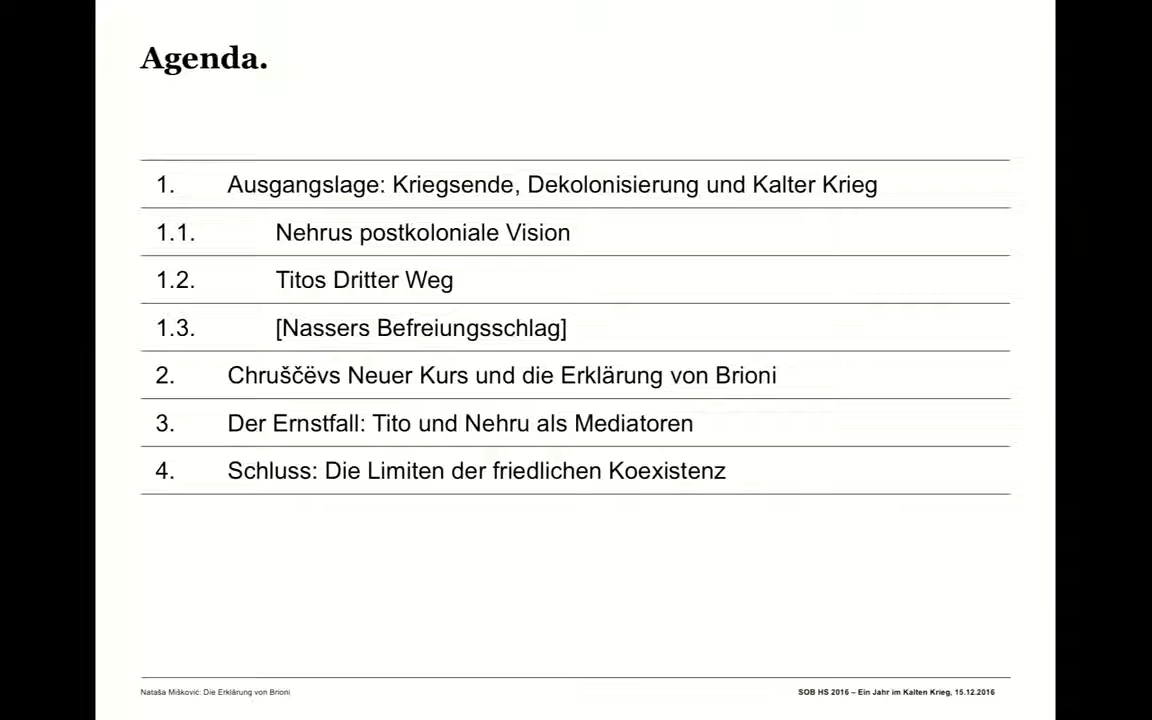 Agenda.
1. Ausgangslage: Kriegsende, Dekolonisierung und Kalter Krieg
1.1. Nehrus postkoloniale Vision
1.2. Titos Dritter Weg
1.3. [Nassers Befreiungsschlag]
2. Chruščëvs Neuer Kurs und die Erklärung von Brioni
3. Der Ernstfall: Tito und Nehru als Mediatoren
4. Schluss: Die Limiten der friedlichen Koexistenz
Nataša Mišković: Die Erklärung von Brioni
SOB HS 2016 – Ein Jahr im Kalten Krieg, 15.12.2016